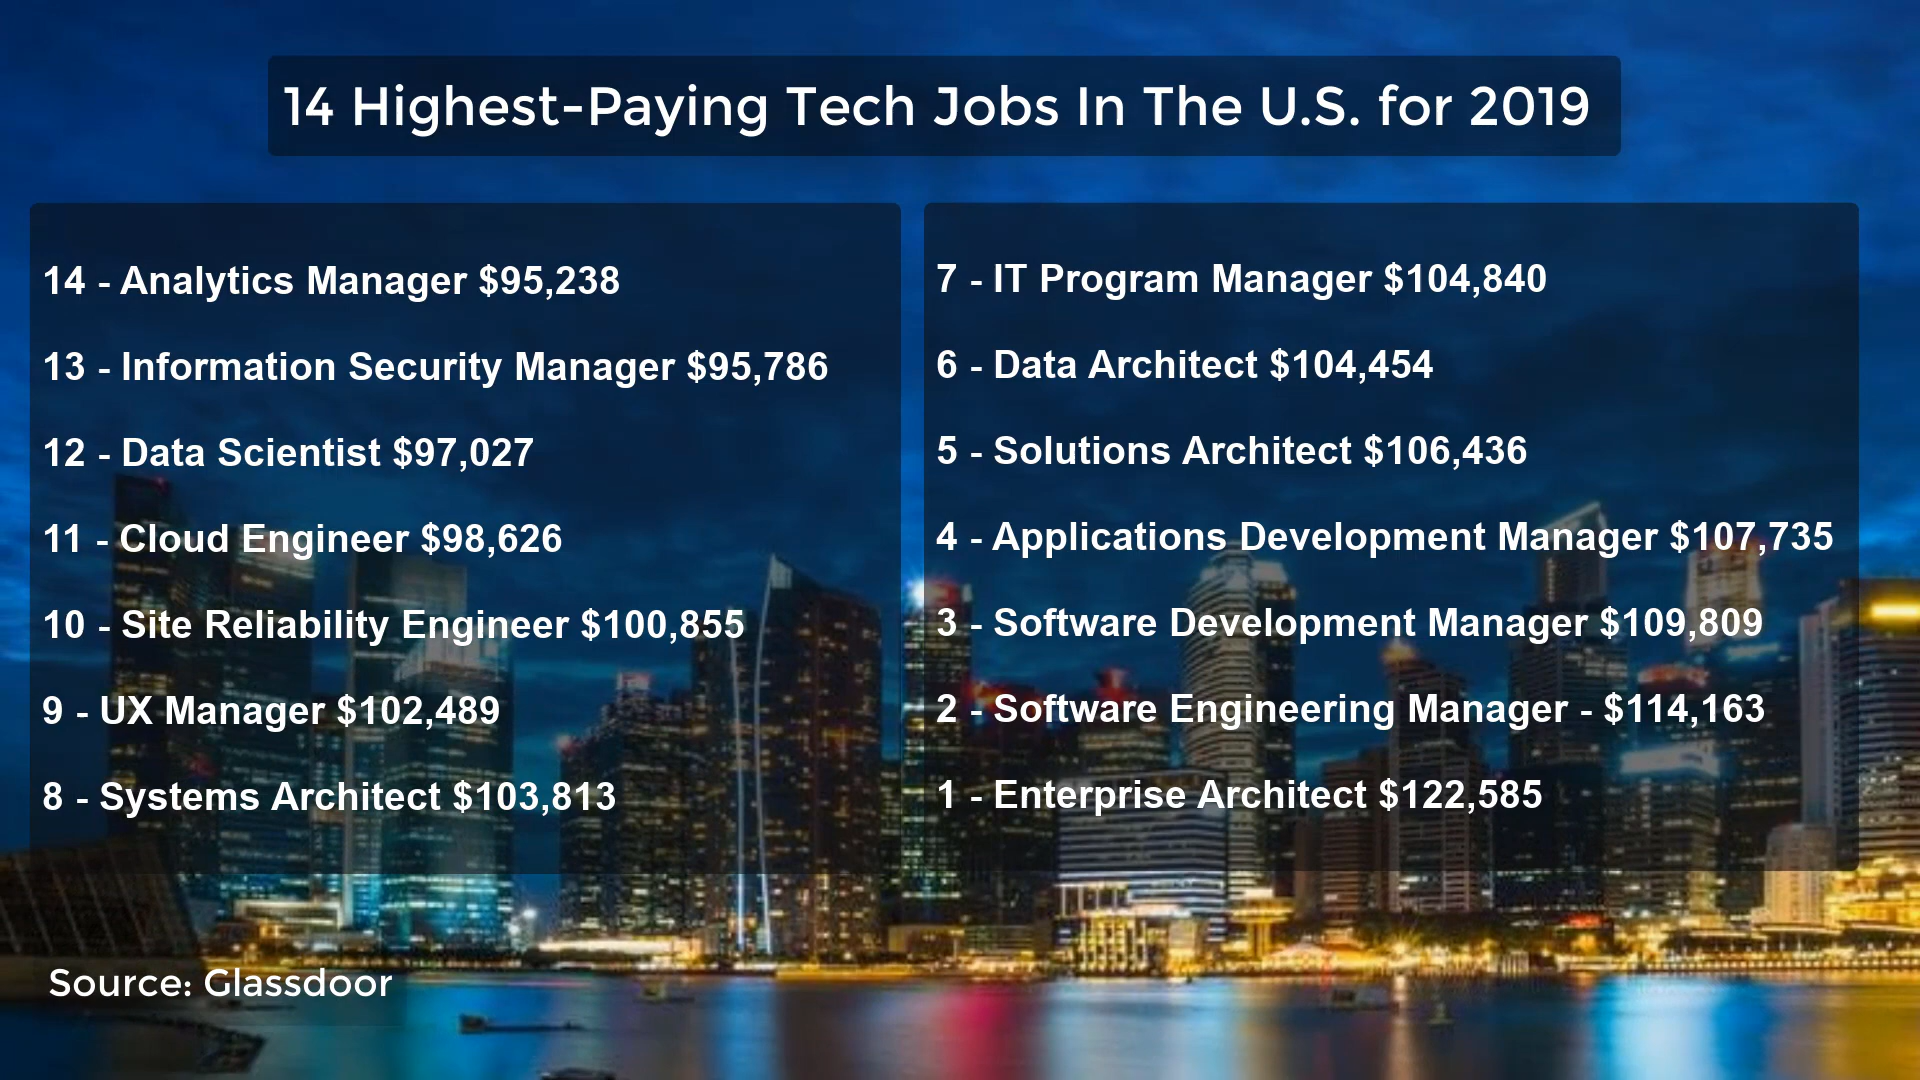 14 Highest-Paying Tech Jobs In The U.S. for 2019
14 - Analytics Manager $95,238
13 - Information Security Manager $95,786
12 - Data Scientist $97,027
11 - Cloud Engineer $98,626
10 - Site Reliability Engineer $100,855
9 - UX Manager $102,489
8 - Systems Architect $103,813
7 - IT Program Manager $104,840
6 - Data Architect $104,454
5 - Solutions Architect $106,436
4 - Applications Development Manager $107,735
3 - Software Development Manager $109,809
2 - Software Engineering Manager - $114,163
1 - Enterprise Architect $122,585
Source: Glassdoor